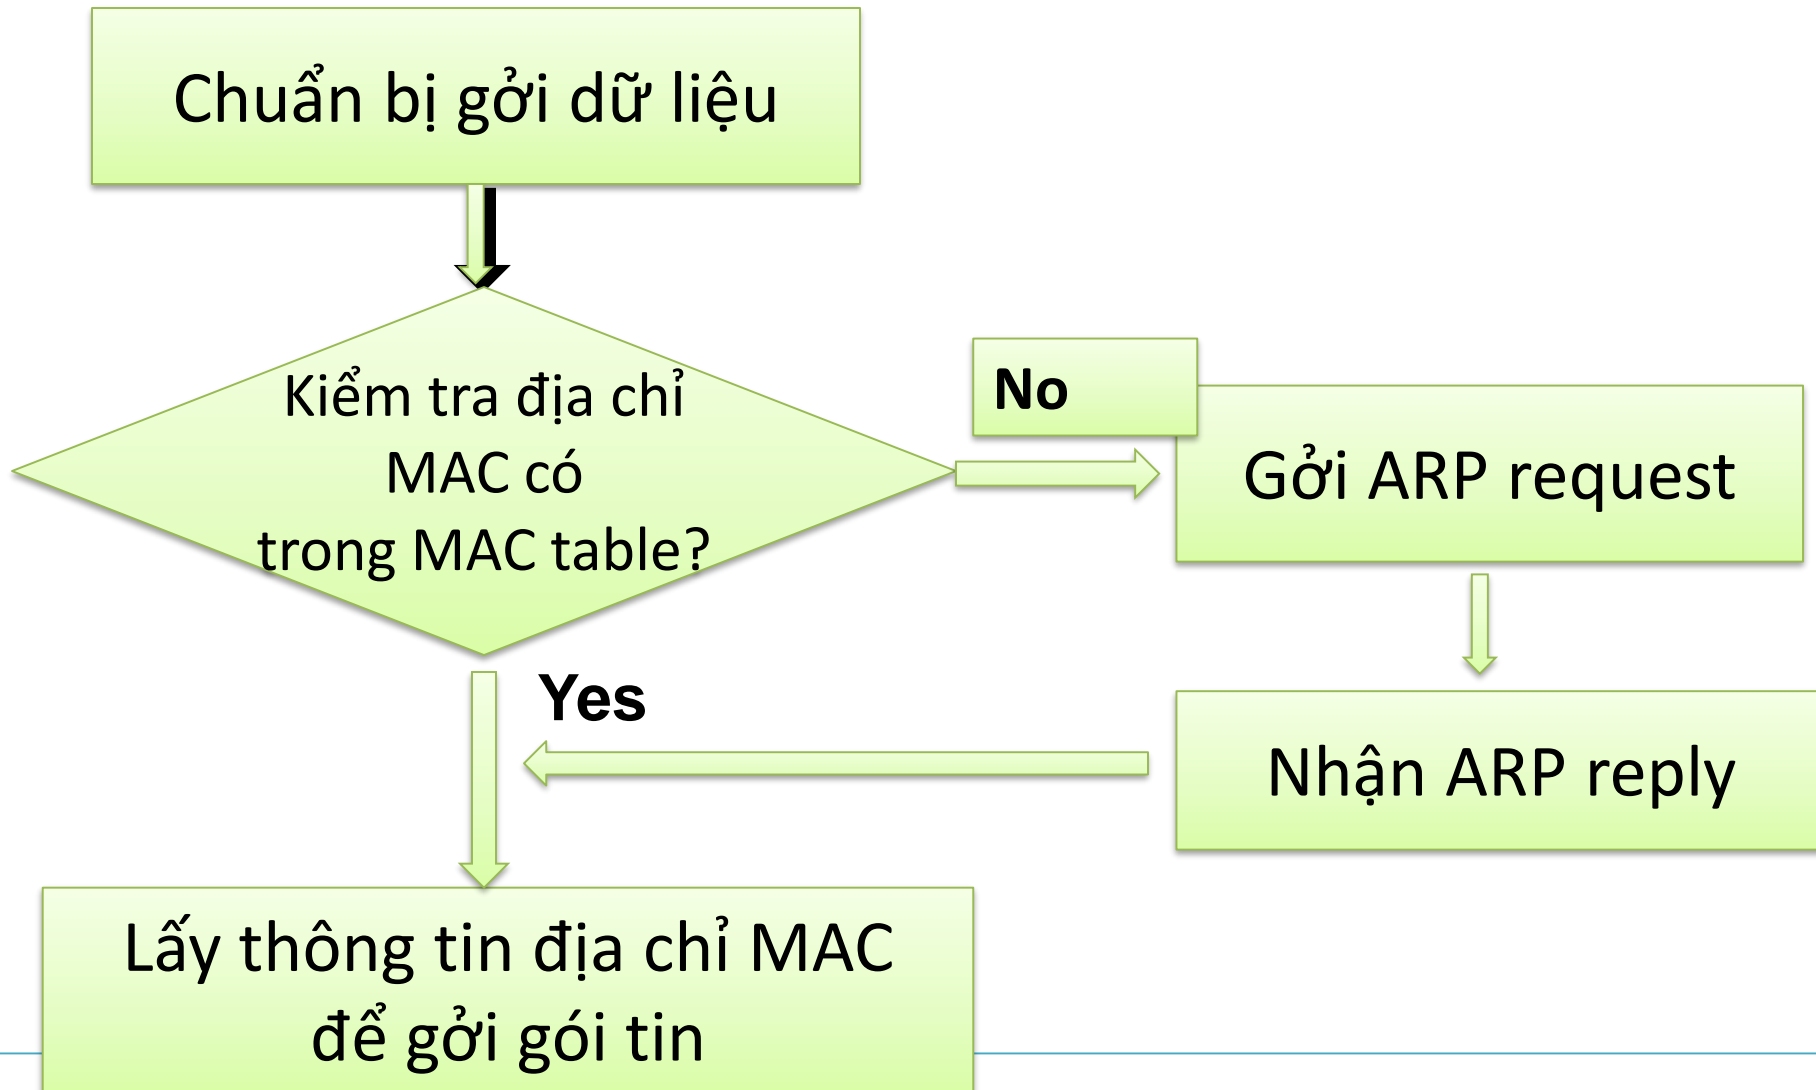 Chuẩn bị gởi dữ liệu
Kiểm tra địa chỉ
MAC có
trong MAC table?
No
Gởi ARP request
Yes
Nhận ARP reply
Lấy thông tin địa chỉ MAC
để gởi gói tin